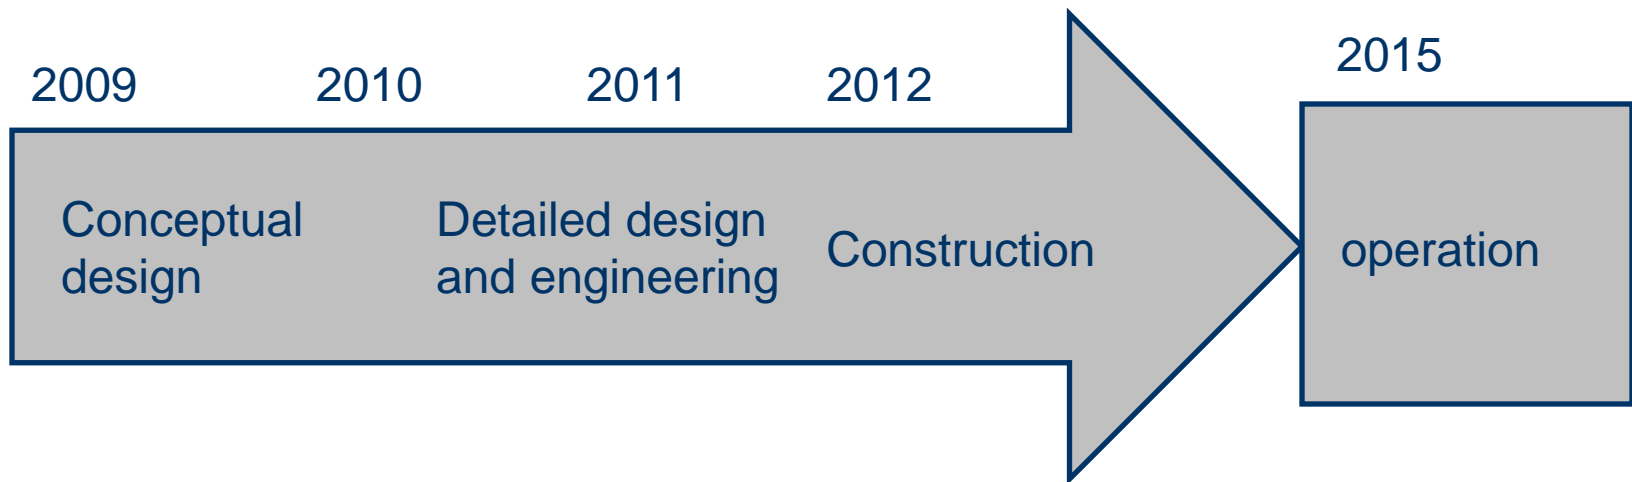 2009 2010 2011 2012 2015
Conceptual
design
Detailed design
and engineering
Construction
operation